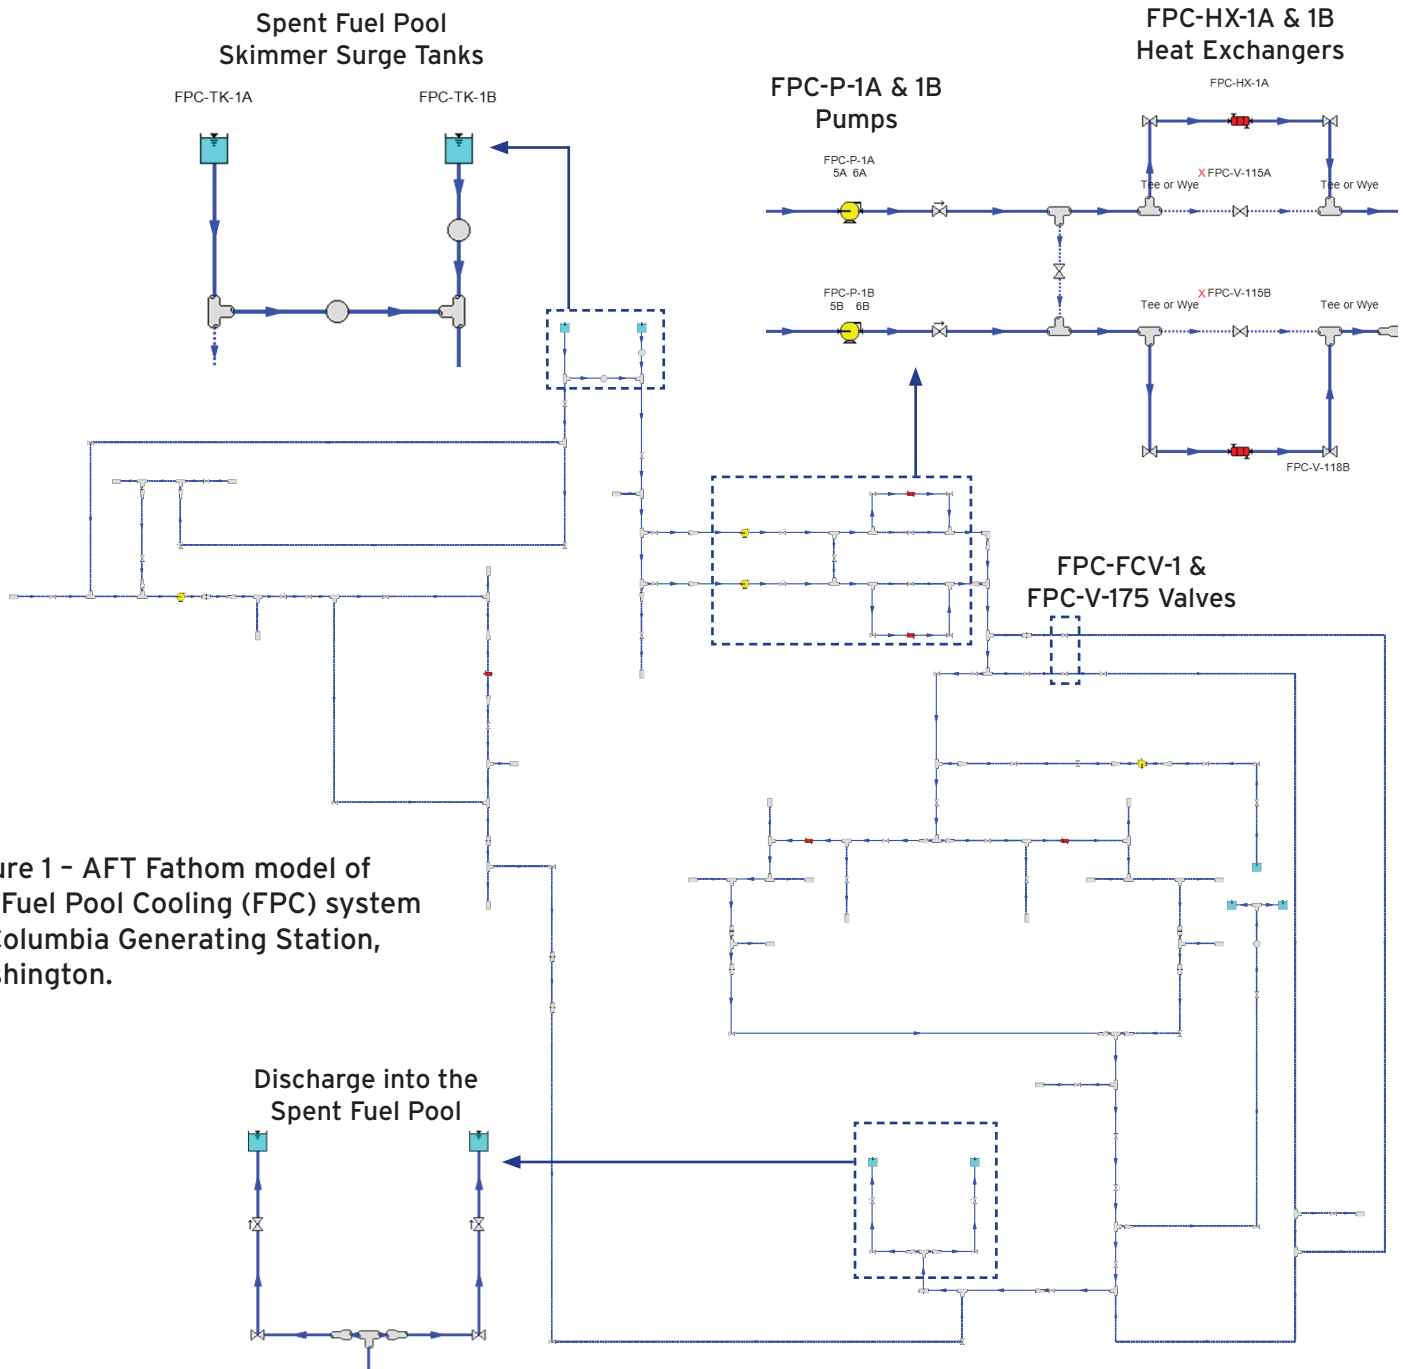 Spent Fuel Pool
Skimmer Surge Tanks
FPC-TK-1A
FPC-TK-1B
FPC-P-1A & 1B
Pumps
FPC-HX-1A & 1B
Heat Exchangers
FPC-HX-1A
FPC-P-1A
5A 6A
X FPC-V-115A
Tee or Wye
Tee or Wye
FPC-P-1B
5B 6B
X FPC-V-115B
Tee or Wye
Tee or Wye
FPC-V-118B
FPC-FCV-1 &
FPC-V-175 Valves
ure 1 – AFT Fathom model of
Fuel Pool Cooling (FPC) system
Columbia Generating Station,
shington.
Discharge into the
Spent Fuel Pool